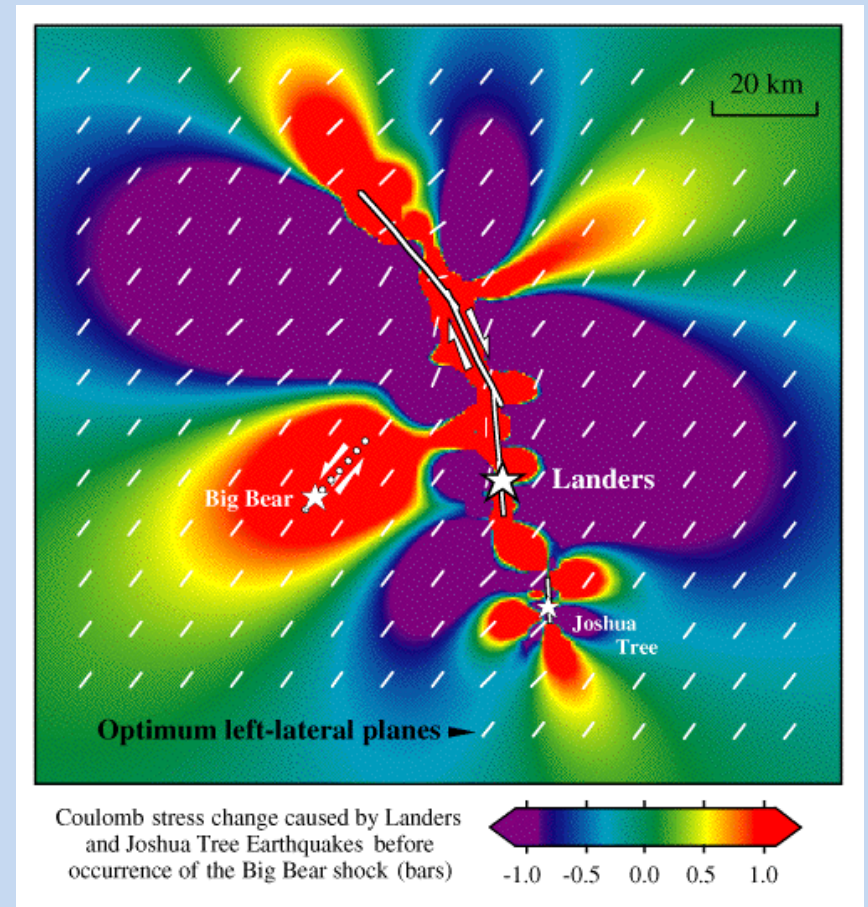 20 km
Big Bear
Landers
Joshua
Tree
Optimum left-lateral planes
Coulomb stress change caused by Landers
and Joshua Tree Earthquakes before
occurrence of the Big Bear shock (bars)
-1.0 -0.5 0.0 0.5 1.0